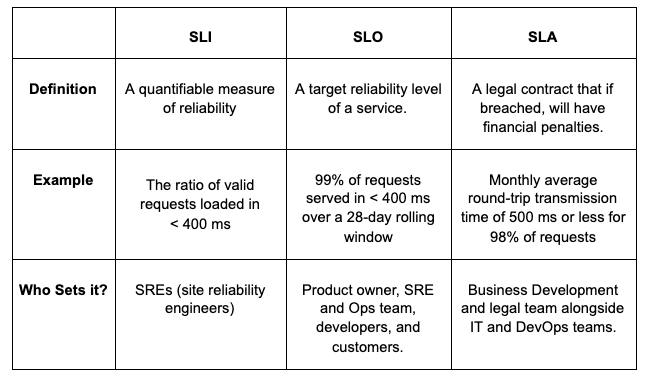 SLI SLO SLA
Definition
A quantifiable measure
of reliability
A target reliability level
of a service.
A legal contract that if
breached, will have
financial penalties.
Example
The ratio of valid
requests loaded in
< 400 ms
99% of requests
served in < 400 ms
over a 28-day rolling
window
Monthly average
round-trip transmission
time of 500 ms or less for
98% of requests
Who Sets it?
SREs (site reliability
engineers)
Product owner, SRE
and Ops team,
developers, and
customers.
Business Development
and legal team alongside
IT and DevOps teams.